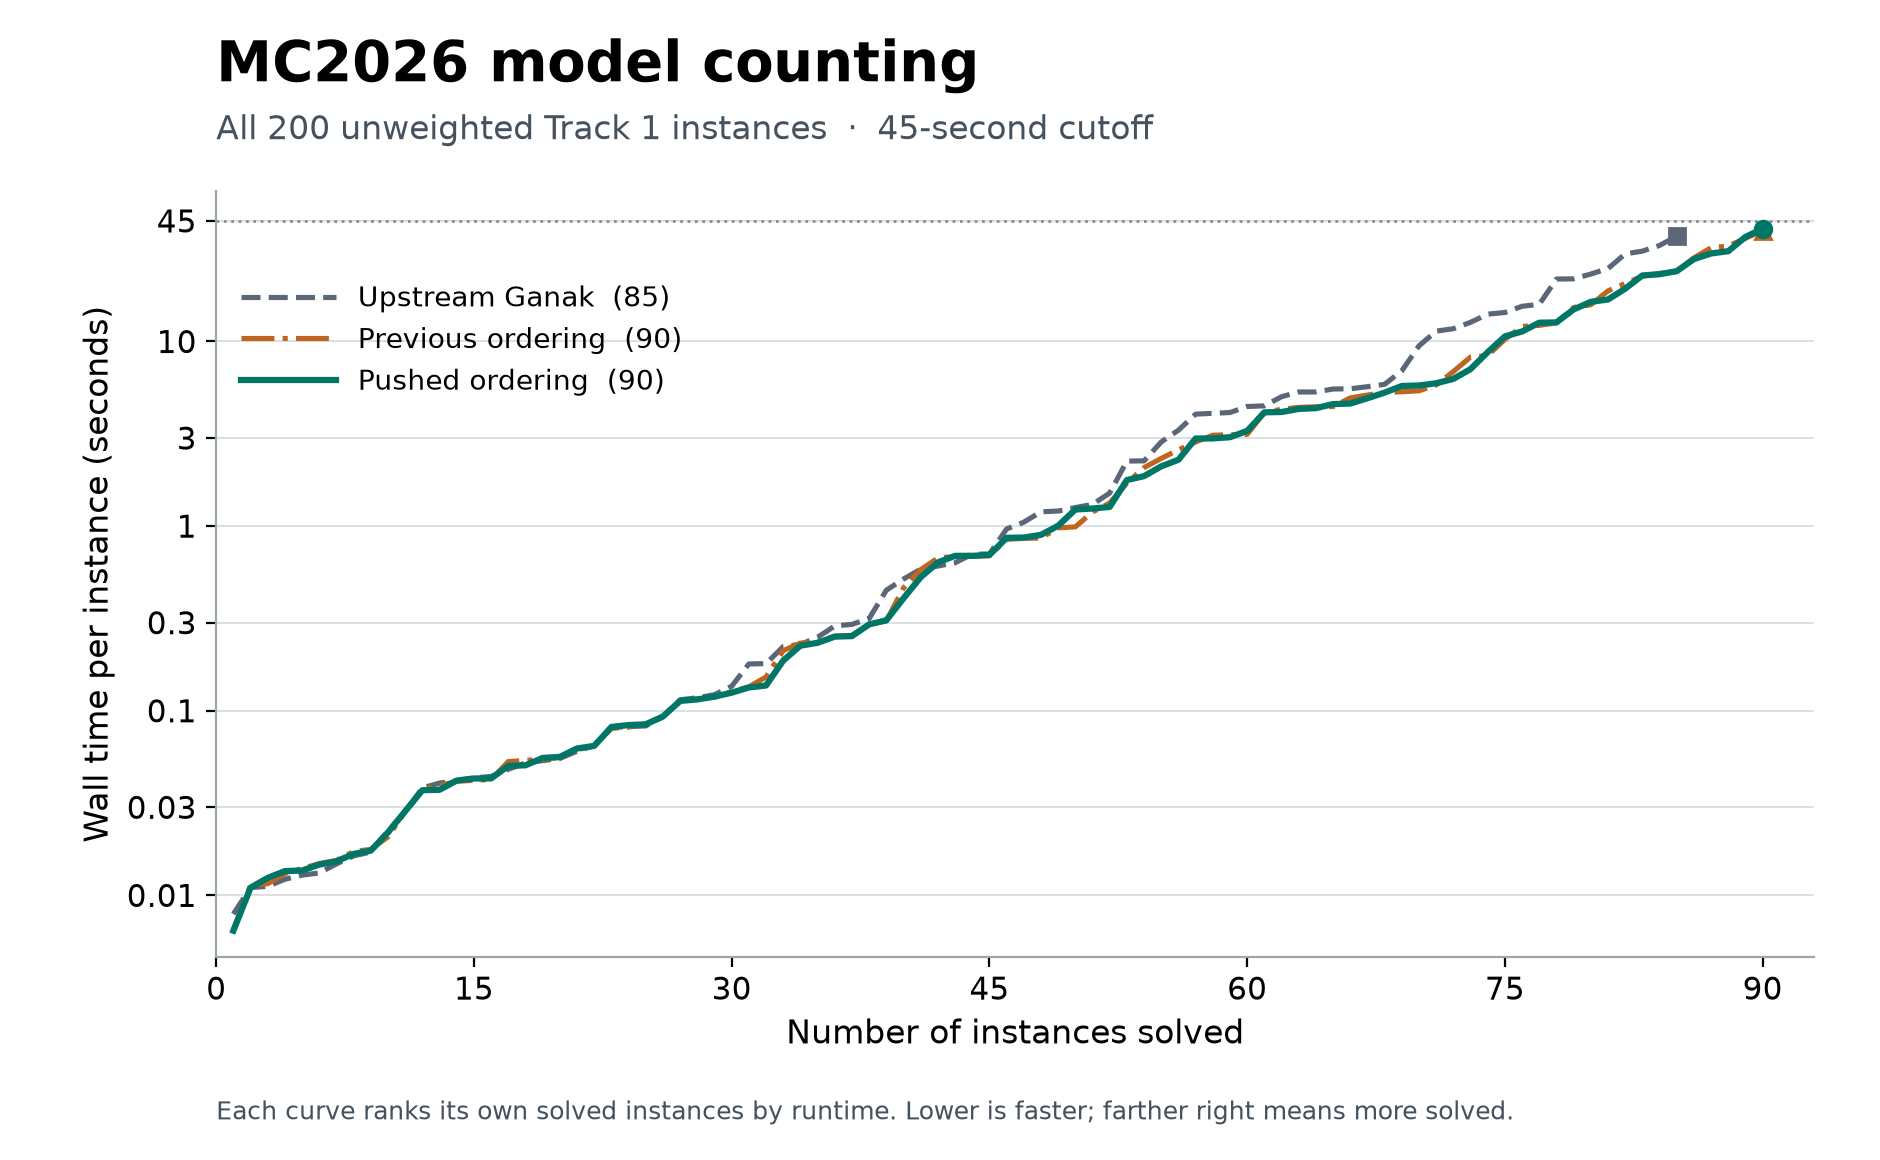 MC2026 model counting
All 200 unweighted Track 1 instances · 45-second cutoff
Wall time per instance (seconds)
45
10
3
1
0.3
0.1
0.03
0.01
Upstream Ganak (85)
Previous ordering (90)
Pushed ordering (90)
0 15 30 45 60 75 90
Number of instances solved
Each curve ranks its own solved instances by runtime. Lower is faster; farther right means more solved.